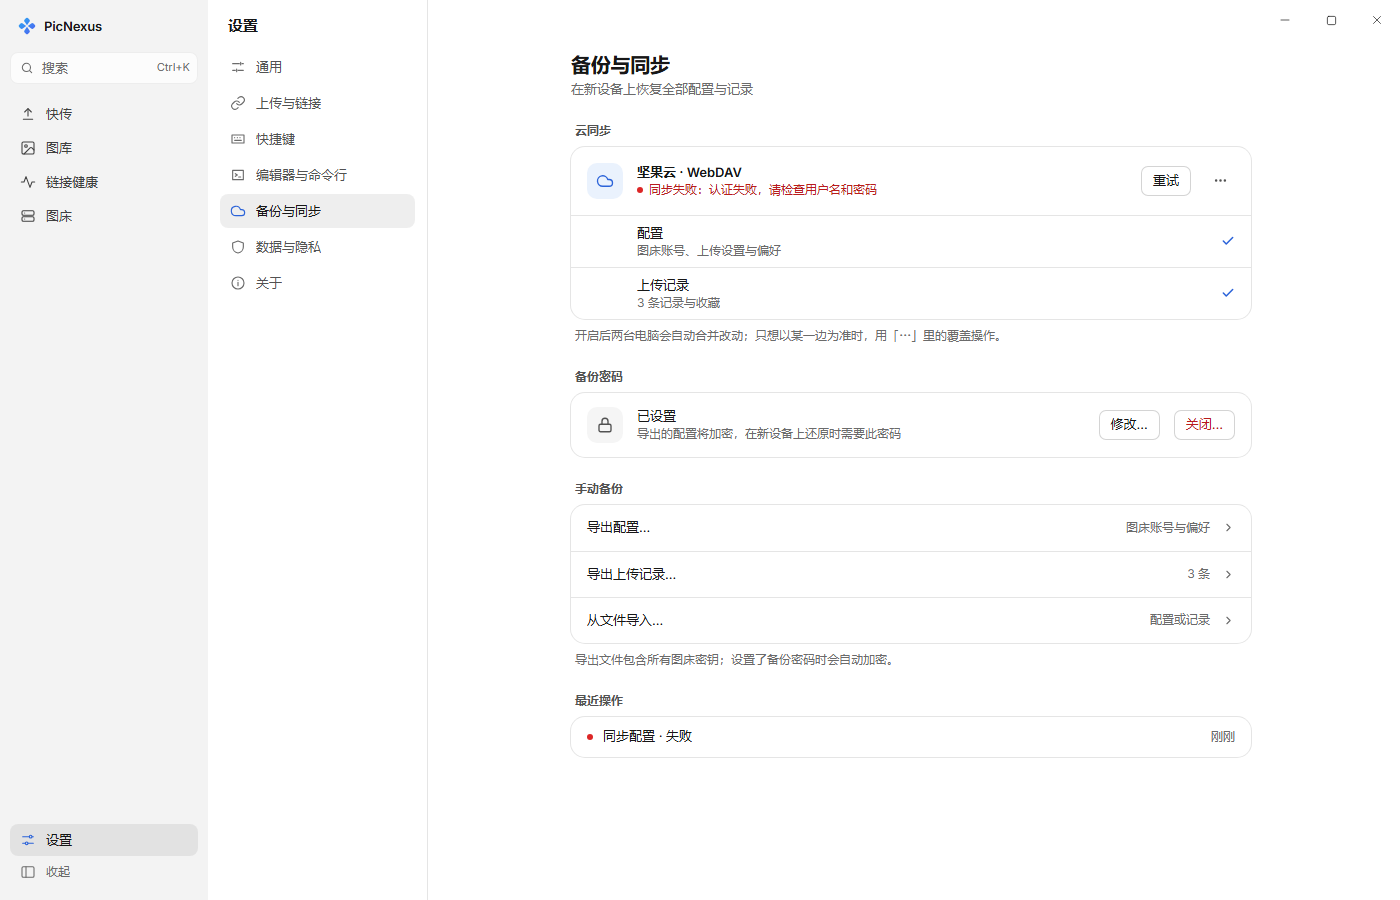 PicNexus
搜索 Ctrl+K
快传
图库
链接健康
图床
设置
收起
设置
通用
上传与链接
快捷键
编辑器与命令行
备份与同步
数据与隐私
关于
备份与同步
在新设备上恢复全部配置与记录
云同步
坚果云 · WebDAV
同步失败：认证失败，请检查用户名和密码
重试
配置
图床账号、上传设置与偏好
上传记录
3 条记录与收藏
开启后两台电脑会自动合并改动；只想以某一边为准时，用「···」里的覆盖操作。
备份密码
已设置
导出的配置将加密，在新设备上还原时需要此密码
修改...
关闭...
手动备份
导出配置... 图床账号与偏好
导出上传记录... 3 条
从文件导入... 配置或记录
导出文件包含所有图床密钥；设置了备份密码时会自动加密。
最近操作
同步配置 · 失败 刚刚